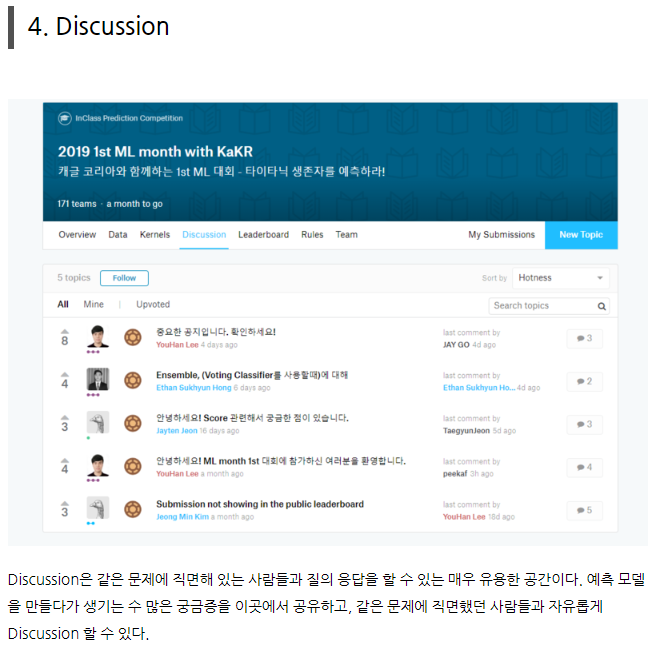 4. Discussion
InClass Prediction Competition
2019 1st ML month with KaKR
캐글 코리아와 함께하는 1st ML 대회 - 타이타닉 생존자를 예측하라!
171 teams · a month to go
Overview Data Kernels Discussion Leaderboard Rules Team My Submissions New Topic
5 topics Follow Sort by Hotness
All Mine | Upvoted Search topics
8 중요한 공지입니다. 확인하세요! last comment by 3
YouHan Lee 4 days ago JAY GO 4d ago
4 Ensemble, (Voting Classifier를 사용할때)에 대해 last comment by 2
Ethan Sukhyun Hong 6 days ago Ethan Sukhyun Ho... 4d ago
3 안녕하세요! Score 관련해서 궁금한 점이 있습니다. last comment by 3
Jayten Jeon 16 days ago TaegyunJeon 5d ago
4 안녕하세요! ML month 1st 대회에 참가하신 여러분을 환영합니다. last comment by 4
YouHan Lee a month ago peekaf 3h ago
3 Submission not showing in the public leaderboard last comment by 5
Jeong Min Kim a month ago YouHan Lee 16d ago
Discussion은 같은 문제에 직면해 있는 사람들과 질의 응답을 할 수 있는 매우 유용한 공간이다. 예측 모델
을 만들다가 생기는 수 많은 궁금증을 이곳에서 공유하고, 같은 문제에 직면했던 사람들과 자유롭게
Discussion 할 수 있다.